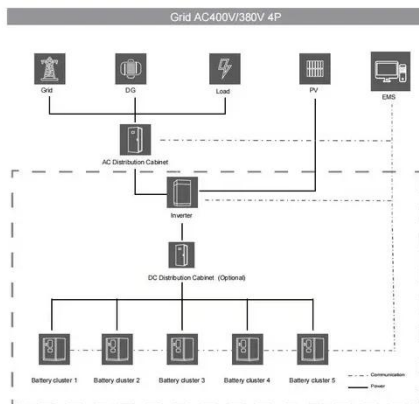 Grid AC400V/380V 4P
Grid
DG
Load
PV
EMS
AC Distribution Cabinet
Inverter
DC Distribution Cabinet (Optional)
Battery cluster 1
Battery cluster 2
Battery cluster 3
Battery cluster 4
Battery cluster 5
Communication
Power